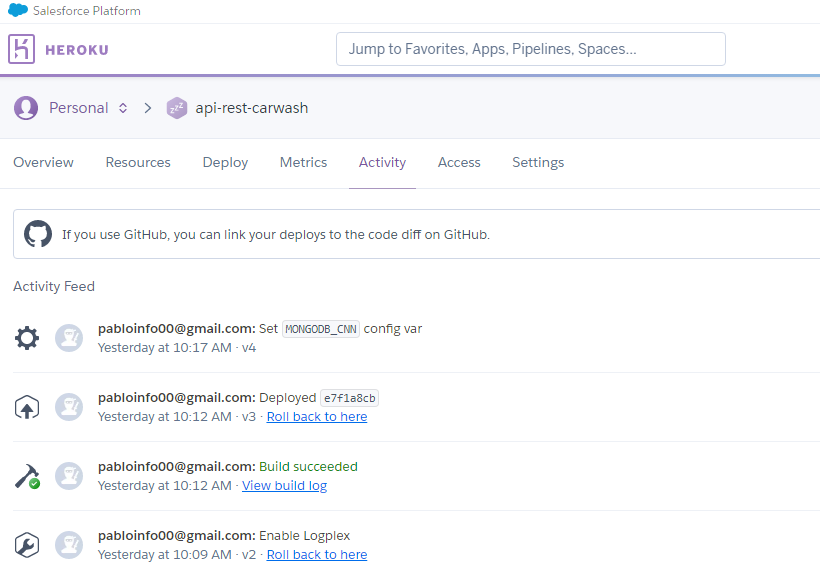 Salesforce Platform
HEROKU
Jump to Favorites, Apps, Pipelines, Spaces...
Personal
zzz
api-rest-carwash
Overview Resources Deploy Metrics Activity Access Settings
If you use GitHub, you can link your deploys to the code diff on GitHub.
Activity Feed
pabloinfo00@gmail.com: Set MONGODB_CNN config var
Yesterday at 10:17 AM · v4
pabloinfo00@gmail.com: Deployed e7f1a8cb
Yesterday at 10:12 AM · v3 · Roll back to here
pabloinfo00@gmail.com: Build succeeded
Yesterday at 10:12 AM · View build log
pabloinfo00@gmail.com: Enable Logplex
Yesterday at 10:09 AM · v2 · Roll back to here